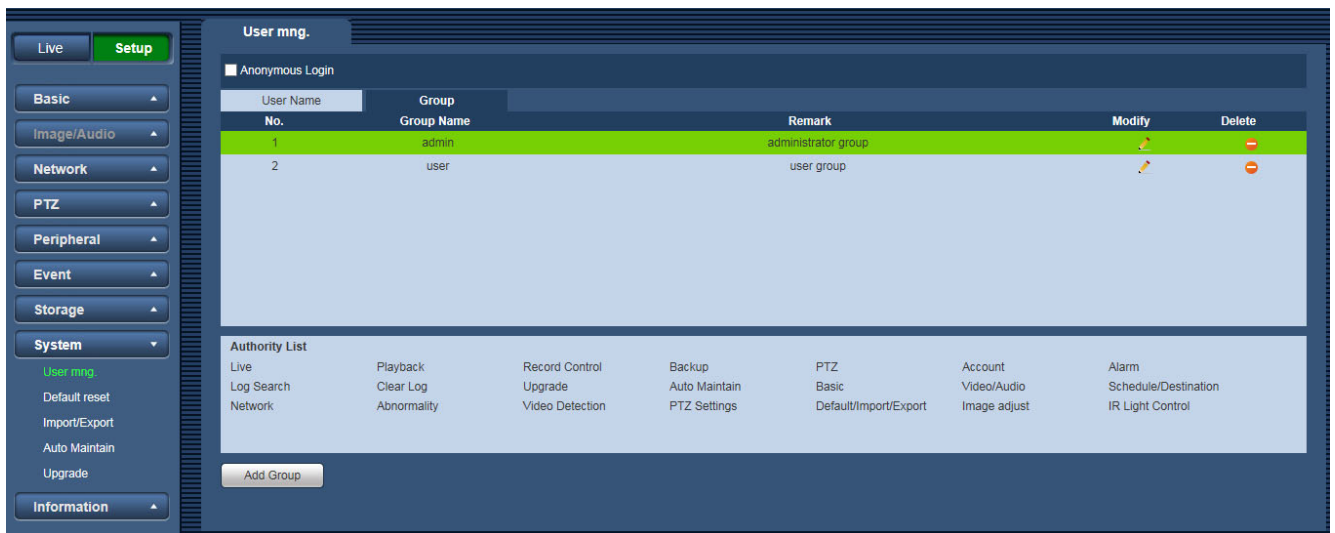 Live Setup
Basic
Image/Audio
Network
PTZ
Peripheral
Event
Storage
System
User mng.
Default reset
Import/Export
Auto Maintain
Upgrade
Information
User mng.
Anonymous Login
User Name Group
No. Group Name Remark Modify Delete
1 admin administrator group
2 user user group
Authority List
Live Playback Record Control Backup PTZ Account Alarm
Log Search Clear Log Upgrade Auto Maintain Basic Video/Audio Schedule/Destination
Network Abnormality Video Detection PTZ Settings Default/Import/Export Image adjust IR Light Control
Add Group